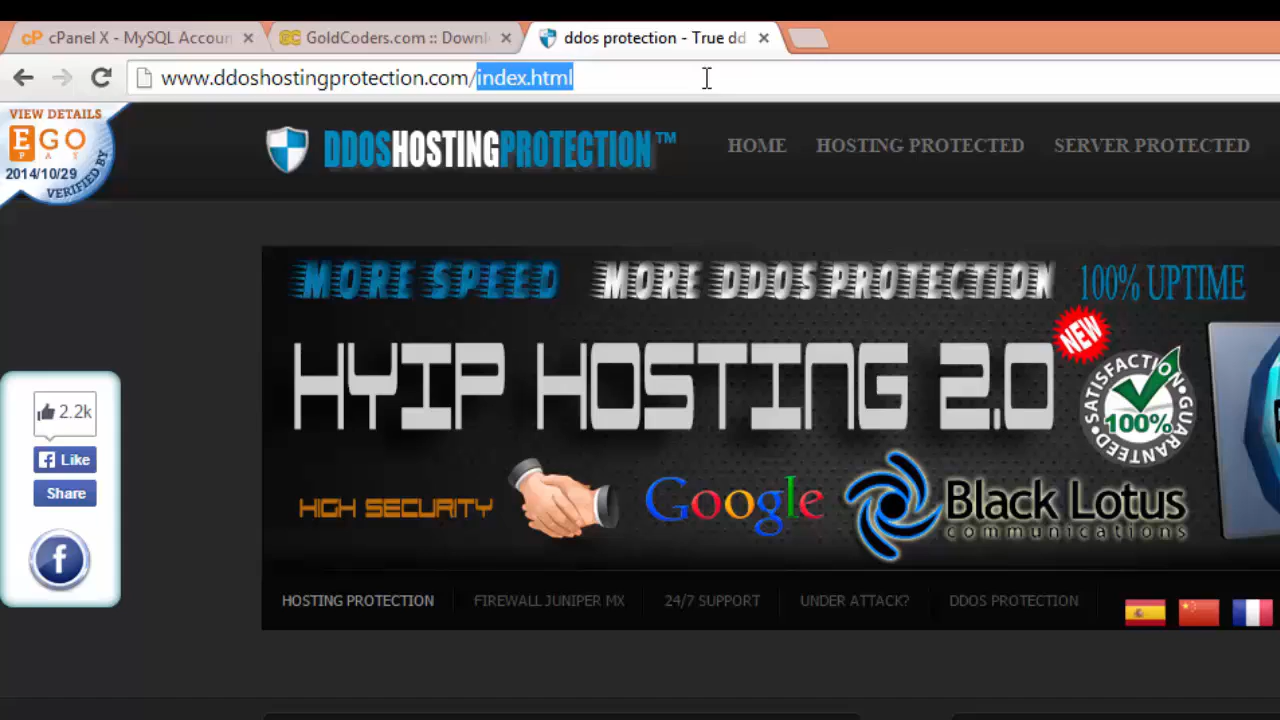 cPanel X - MySQL Accoun
GoldCoders.com :: Downl
ddos protection - True dd
www.ddoshostingprotection.com/index.html
VIEW DETAILS
EGO
PAY
2014/10/29
VERIFIED BY
DDOSHOSTINGPROTECTION™
HOME
HOSTING PROTECTED
SERVER PROTECTED
MORE SPEED
MORE DDOS PROTECTION
100% UPTIME
HYIP HOSTING 2.0
NEW
SATISFACTION
100%
GUARANTEED
HIGH SECURITY
Google
Black Lotus
communications
2.2k
Like
Share
HOSTING PROTECTION
FIREWALL JUNIPER MX
24/7 SUPPORT
UNDER ATTACK?
DDOS PROTECTION